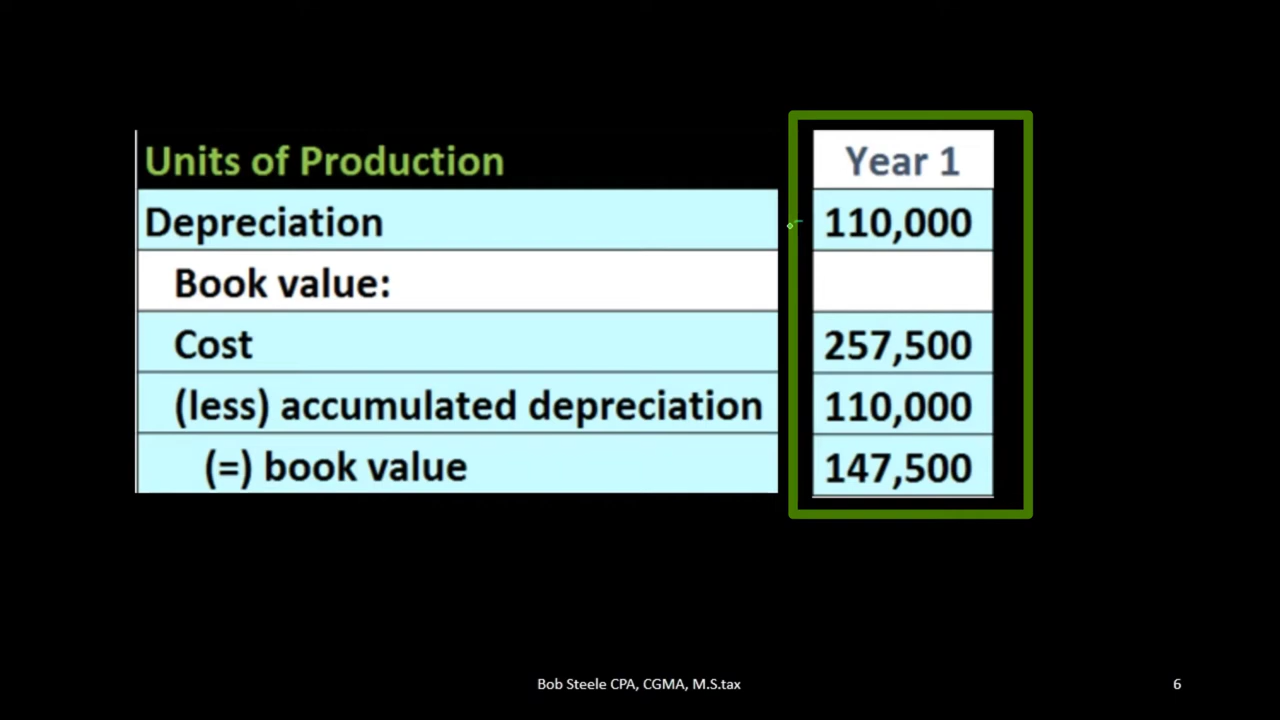 Units of Production Year 1
Depreciation 110,000
Book value:
Cost 257,500
(less) accumulated depreciation 110,000
(=) book value 147,500
Bob Steele CPA, CGMA, M.S.tax 6